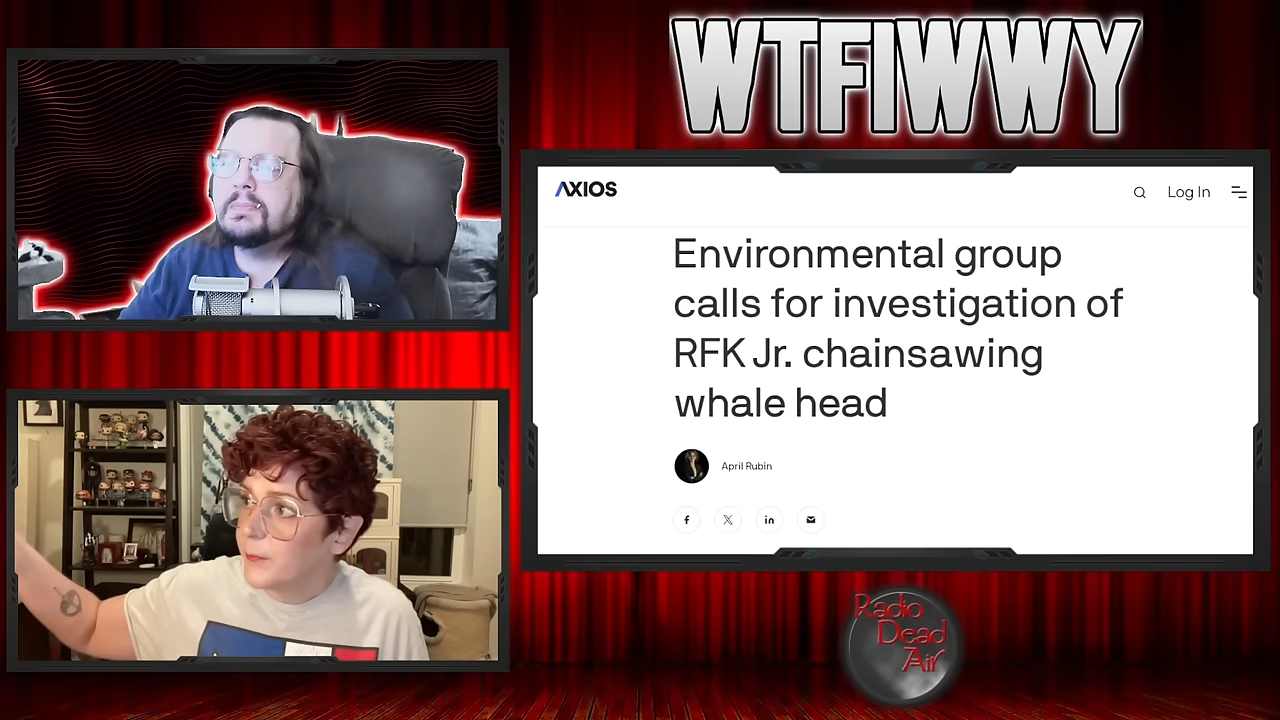 WTFIWWY
AXIOS
Log In
Environmental group
calls for investigation of
RFK Jr. chainsawing
whale head
April Rubin
Radio
Dead
Air